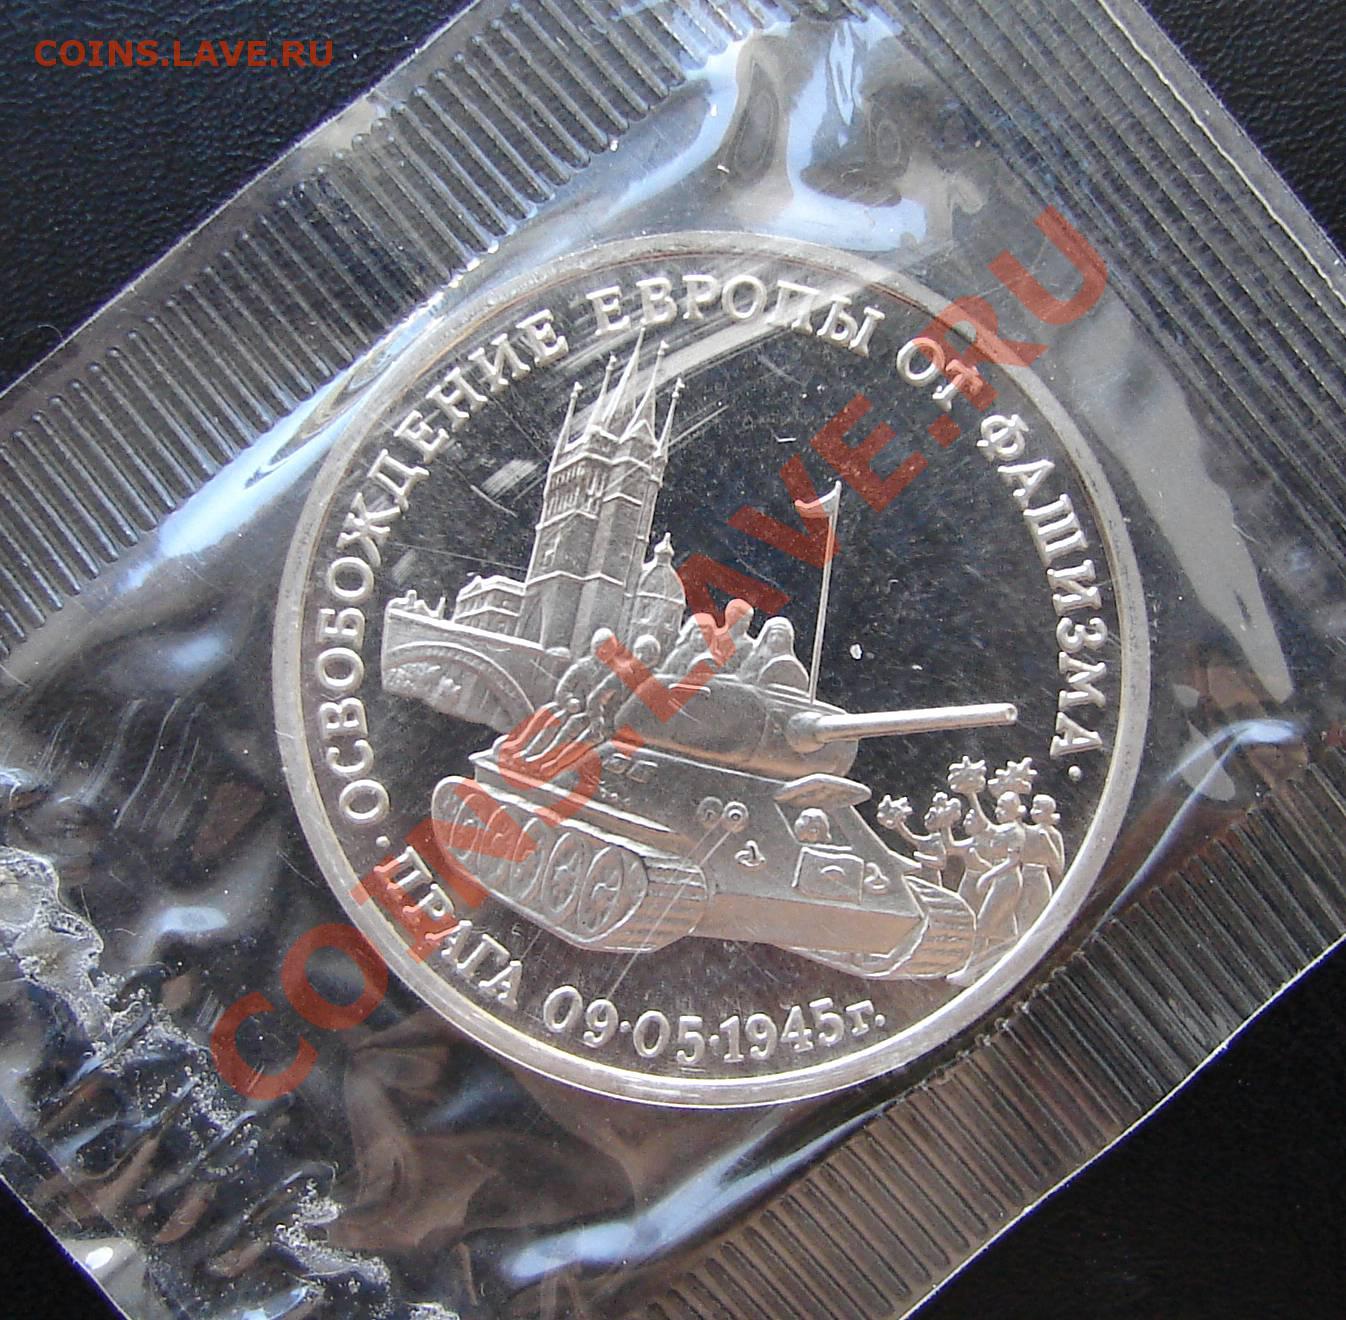 COINS.LAVE.RU
· ОСВОБОЖДЕНИЕ ЕВРОПЫ ОТ ФАШИЗМА ·
ПРАГА 09·05·1945г.
COINS.LAVE.RU